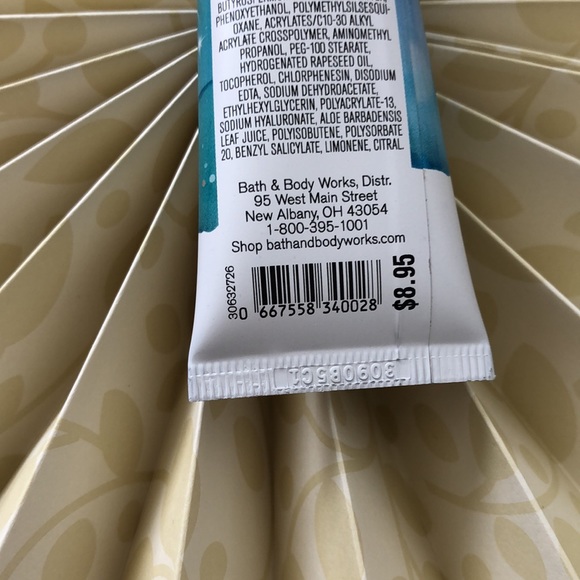 PHENOXYETHANOL, POLYMETHYLSILSESQUI-
OXANE, ACRYLATES/C10-30 ALKYL
ACRYLATE CROSSPOLYMER, AMINOMETHYL
PROPANOL, PEG-100 STEARATE,
HYDROGENATED RAPESEED OIL,
TOCOPHEROL, CHLORPHENESIN, DISODIUM
EDTA, SODIUM DEHYDROACETATE,
ETHYLHEXYLGLYCERIN, POLYACRYLATE-13,
SODIUM HYALURONATE, ALOE BARBADENSIS
LEAF JUICE, POLYISOBUTENE, POLYSORBATE
20, BENZYL SALICYLATE, LIMONENE, CITRAL.
Bath & Body Works, Distr.
95 West Main Street
New Albany, OH 43054
1-800-395-1001
Shop bathandbodyworks.com
30632726
0 667558 340028
$8.95
3090B5C1